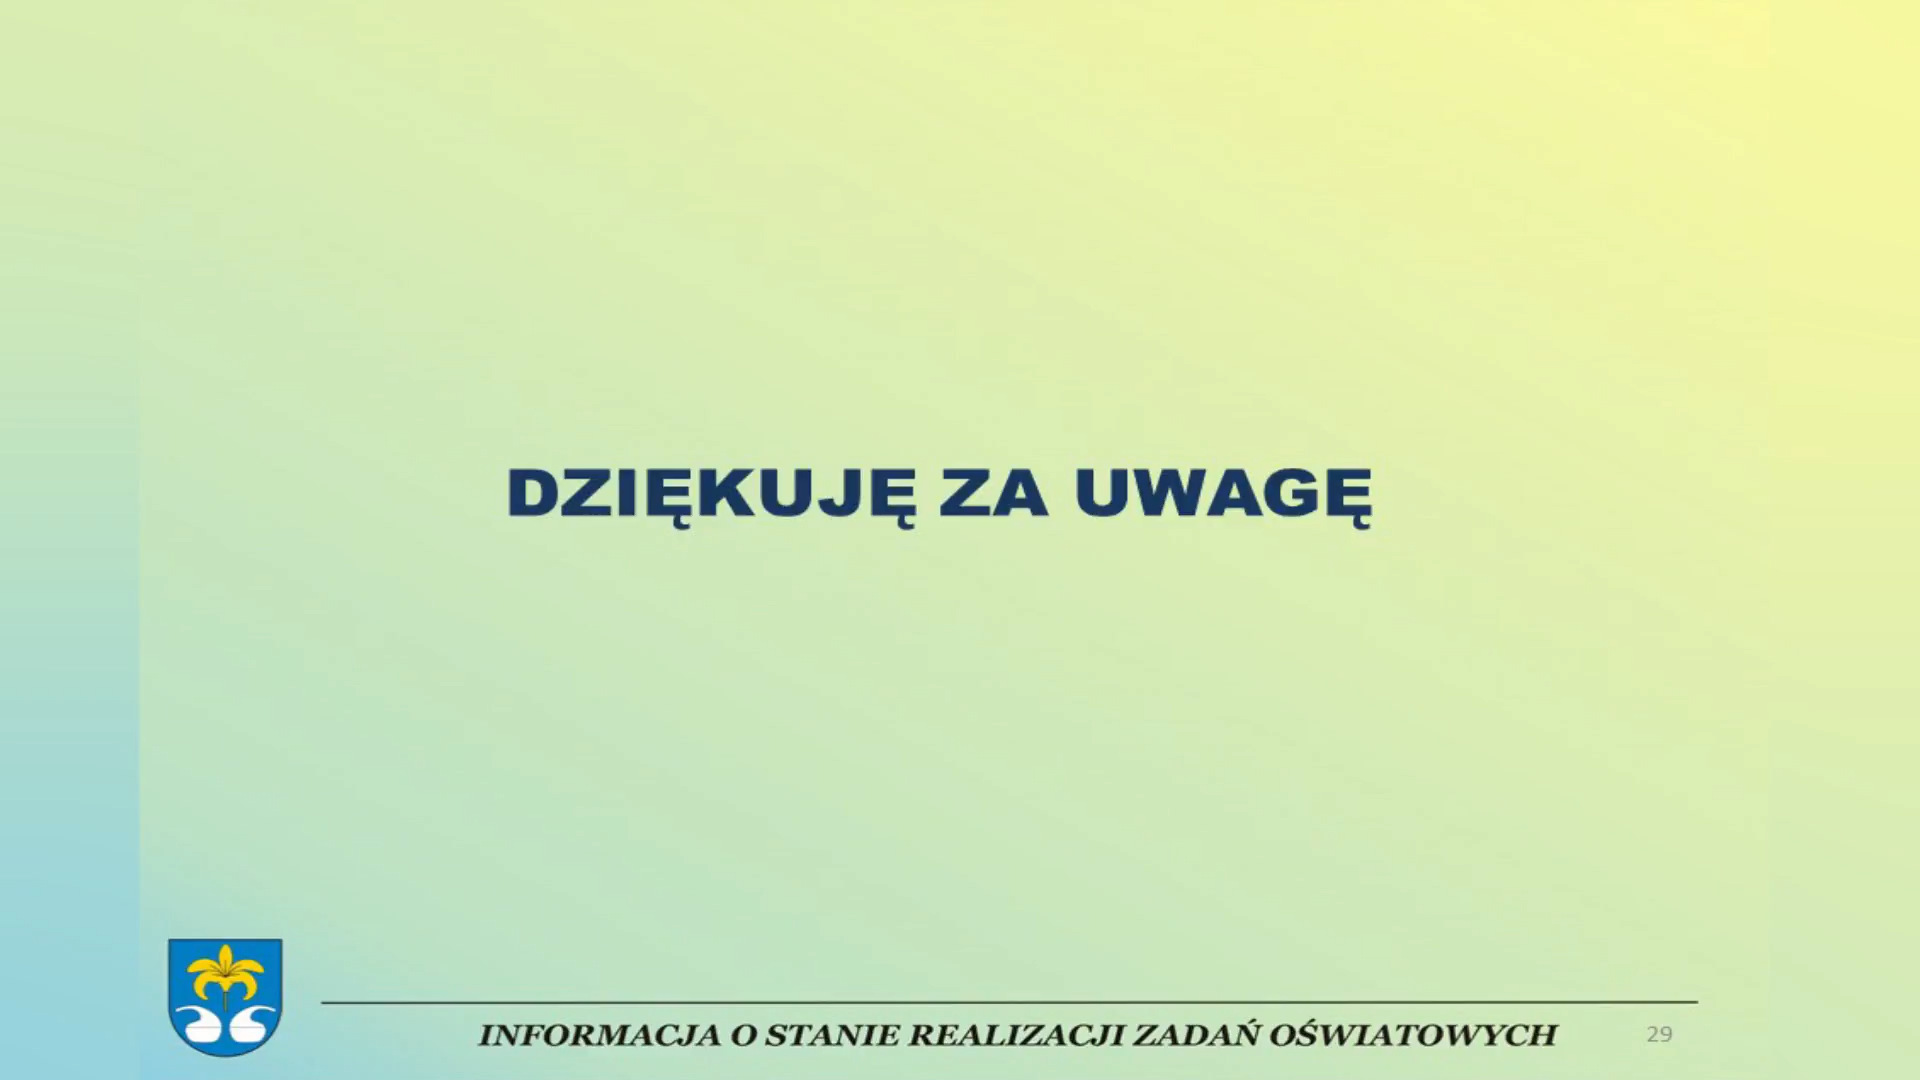 DZIĘKUJĘ ZA UWAGĘ
INFORMACJA O STANIE REALIZACJI ZADAŃ OŚWIATOWYCH
29